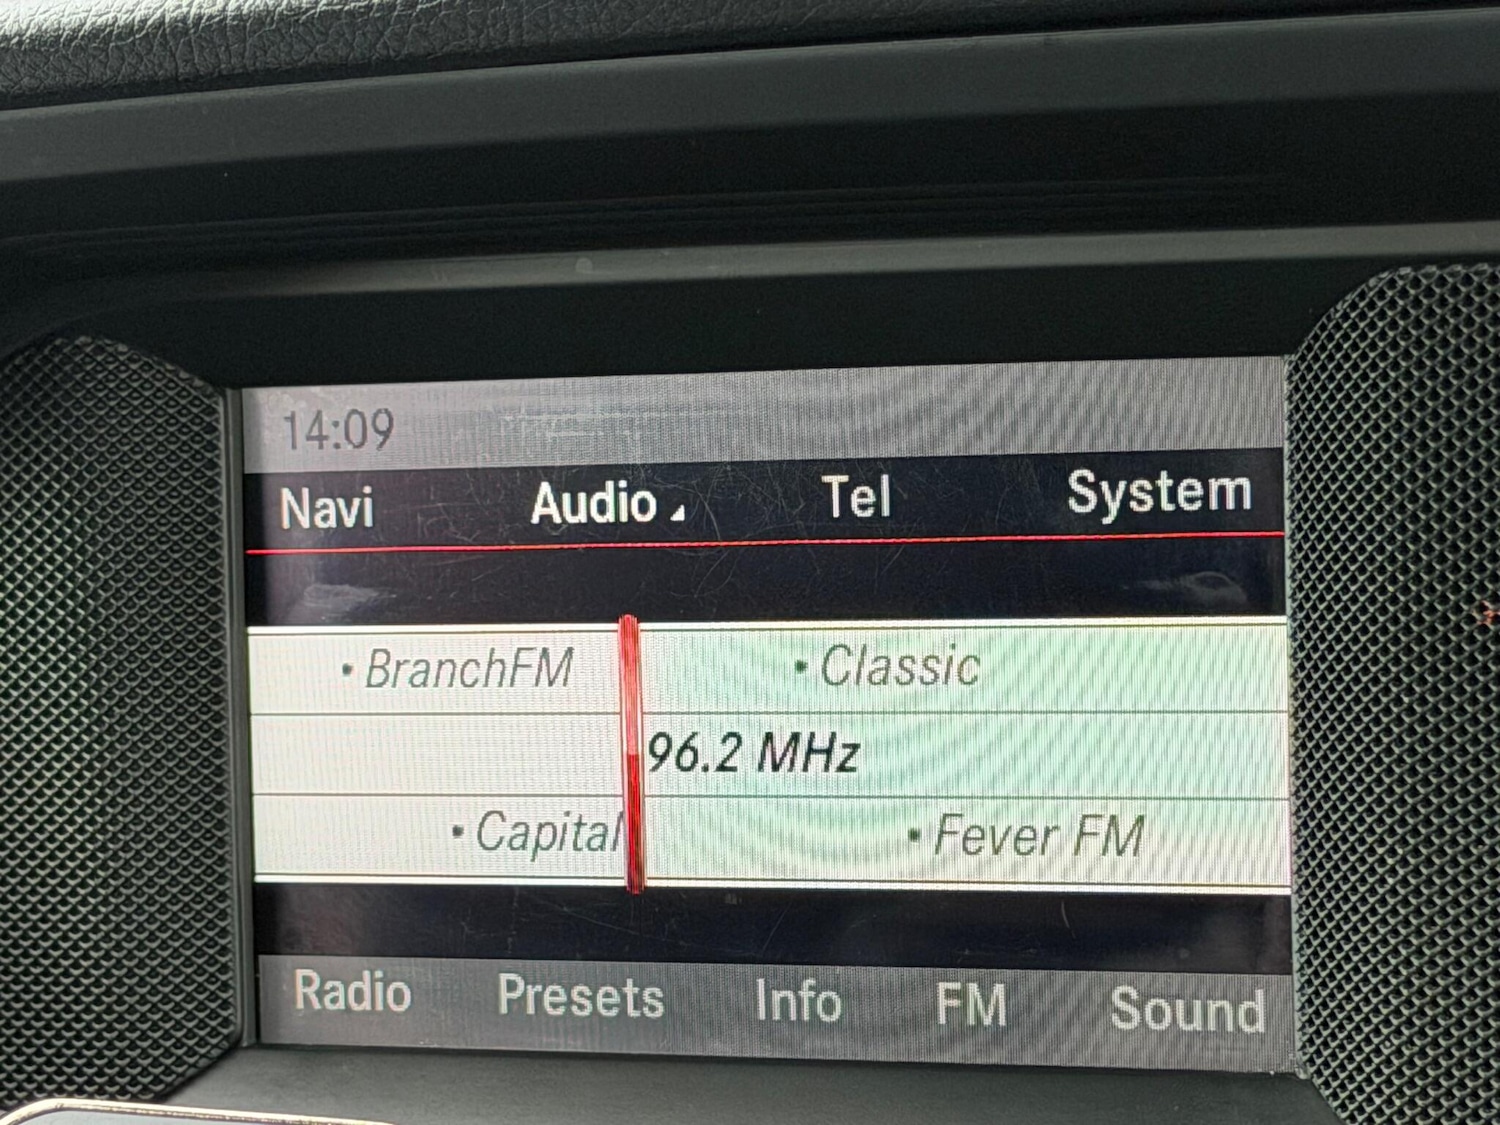 14:09
Navi Audio Tel System
• BranchFM • Classic
96.2 MHz
• Capital • Fever FM
Radio Presets Info FM Sound